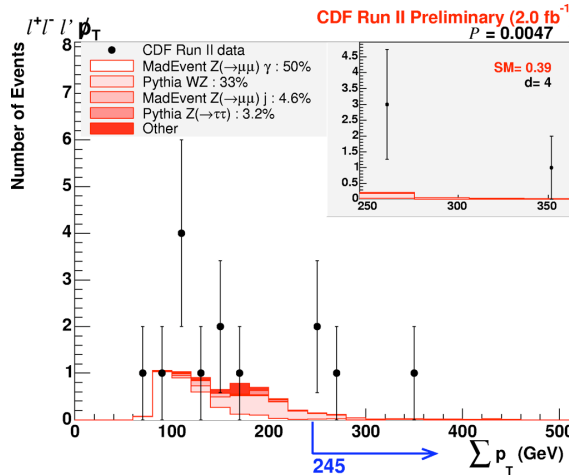 l⁺l⁻ l' p̸_T
CDF Run II Preliminary (2.0 fb⁻¹
P = 0.0047
Number of Events
8
7
6
5
4
3
2
1
0
CDF Run II data
MadEvent Z(→μμ) γ : 50%
Pythia WZ : 33%
MadEvent Z(→μμ) j : 4.6%
Pythia Z(→ττ) : 3.2%
Other
SM= 0.39
d= 4
4.5
4
3.5
3
2.5
2
1.5
1
0.5
0
250 300 350
0 100 200 300 400 500
245
∑ p_T (GeV)